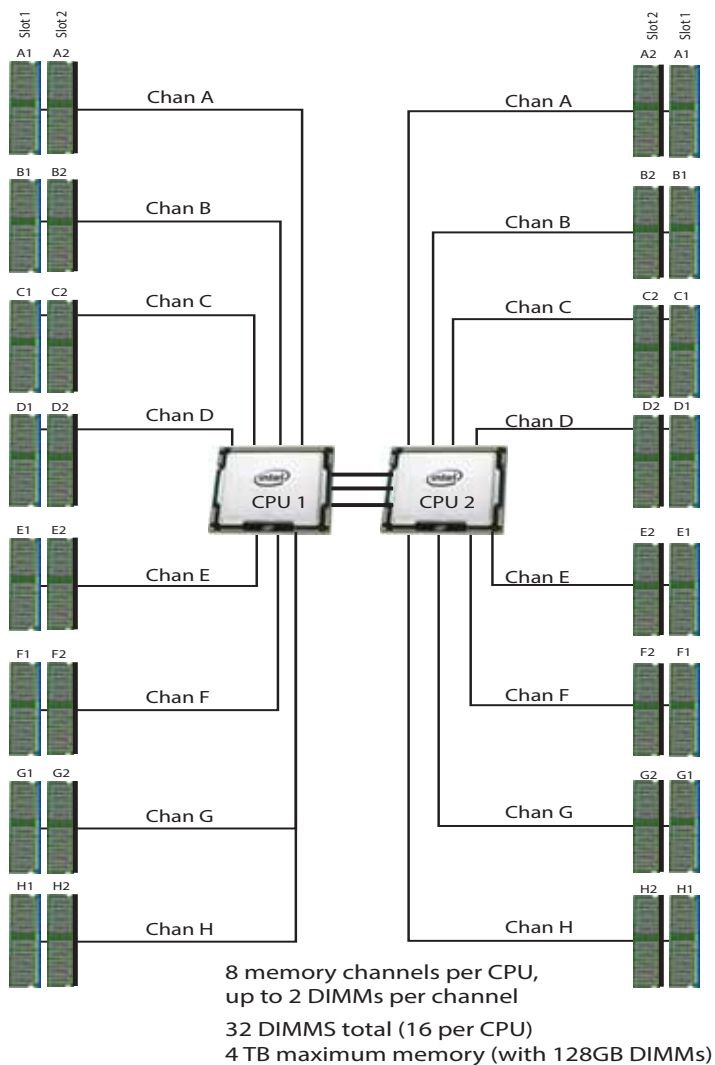 Slot 1 Slot 2 Slot 2 Slot 1
A1 A2 A2 A1
Chan A Chan A
B1 B2 B2 B1
Chan B Chan B
C1 C2 C2 C1
Chan C Chan C
D1 D2 D2 D1
Chan D Chan D
intel intel
CPU 1 CPU 2
E1 E2 E2 E1
Chan E Chan E
F1 F2 F2 F1
Chan F Chan F
G1 G2 G2 G1
Chan G Chan G
H1 H2 H2 H1
Chan H Chan H
8 memory channels per CPU,
up to 2 DIMMs per channel
32 DIMMS total (16 per CPU)
4 TB maximum memory (with 128GB DIMMs)